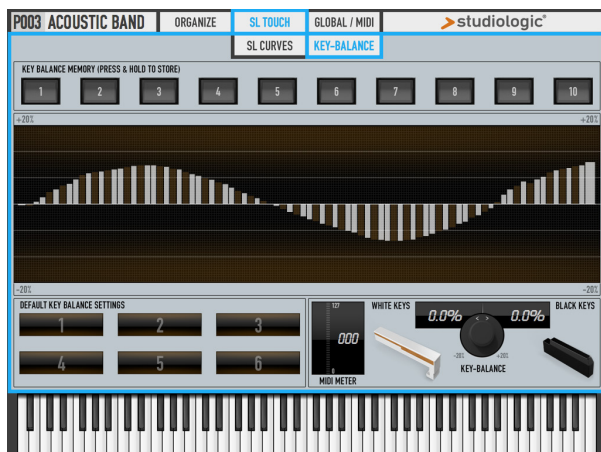 P003 ACOUSTIC BAND ORGANIZE SL TOUCH GLOBAL / MIDI studiologic®
SL CURVES KEY-BALANCE
KEY BALANCE MEMORY (PRESS & HOLD TO STORE)
1 2 3 4 5 6 7 8 9 10
+20% +20%
-20% -20%
DEFAULT KEY BALANCE SETTINGS
1 2 3
4 5 6
127
000
0
MIDI METER
WHITE KEYS 0.0% 0.0% BLACK KEYS
-20% +20%
KEY-BALANCE